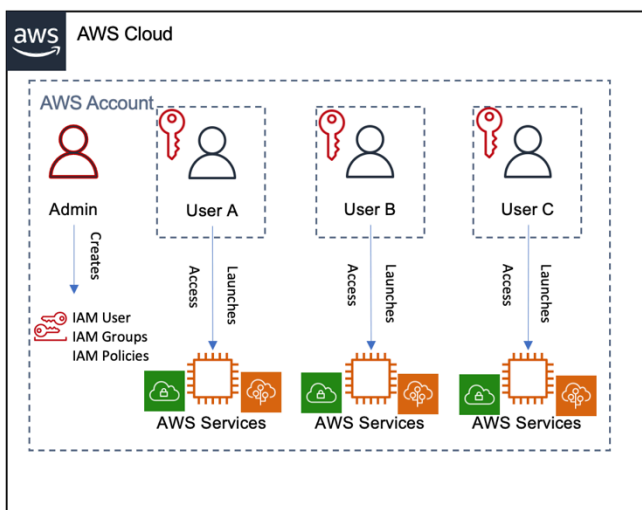 aws
AWS Cloud
AWS Account
Admin
User A
User B
User C
Creates
Access
Launches
Access
Launches
Access
Launches
IAM User
IAM Groups
IAM Policies
AWS Services
AWS Services
AWS Services